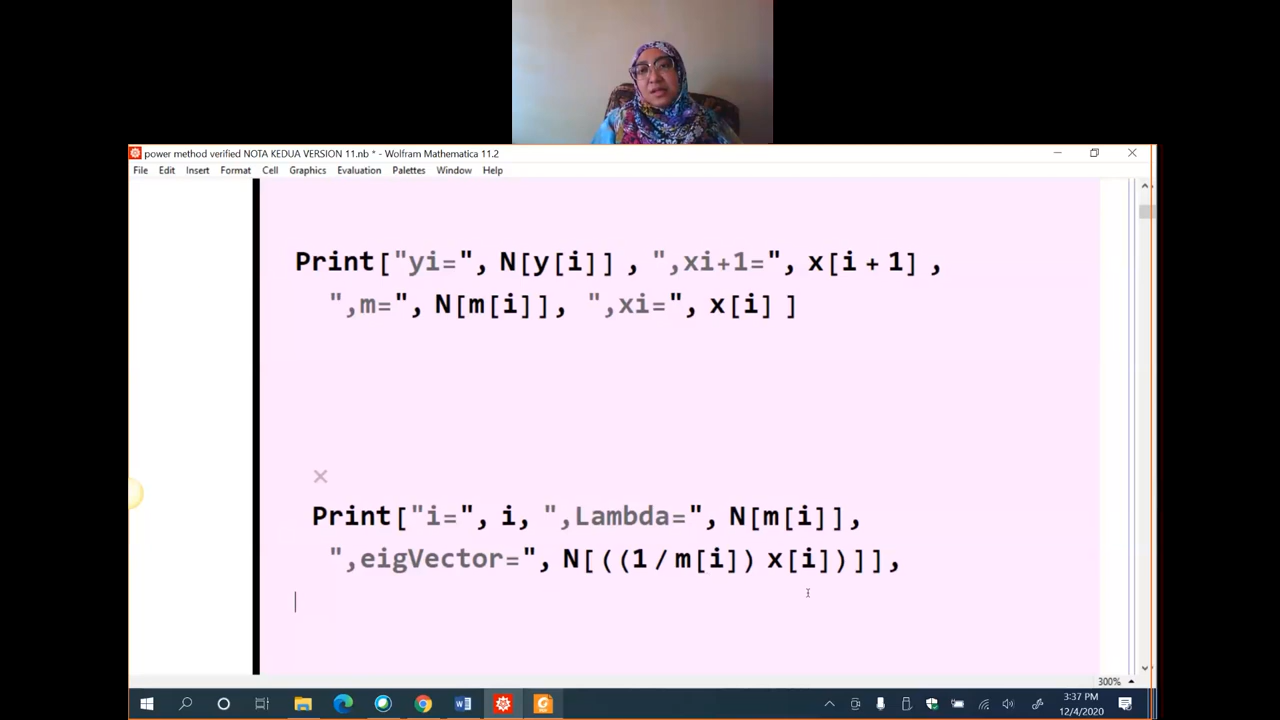 power method verified NOTA KEDUA VERSION 11.nb * - Wolfram Mathematica 11.2
File Edit Insert Format Cell Graphics Evaluation Palettes Window Help
Print["yi=", N[y[i]] , ",xi+1=", x[i + 1] ,
",m=", N[m[i]], ",xi=", x[i] ]
Print["i=", i, ",Lambda=", N[m[i]],
",eigVector=", N[((1 / m[i]) x[i])]],
300%
3:37 PM
12/4/2020